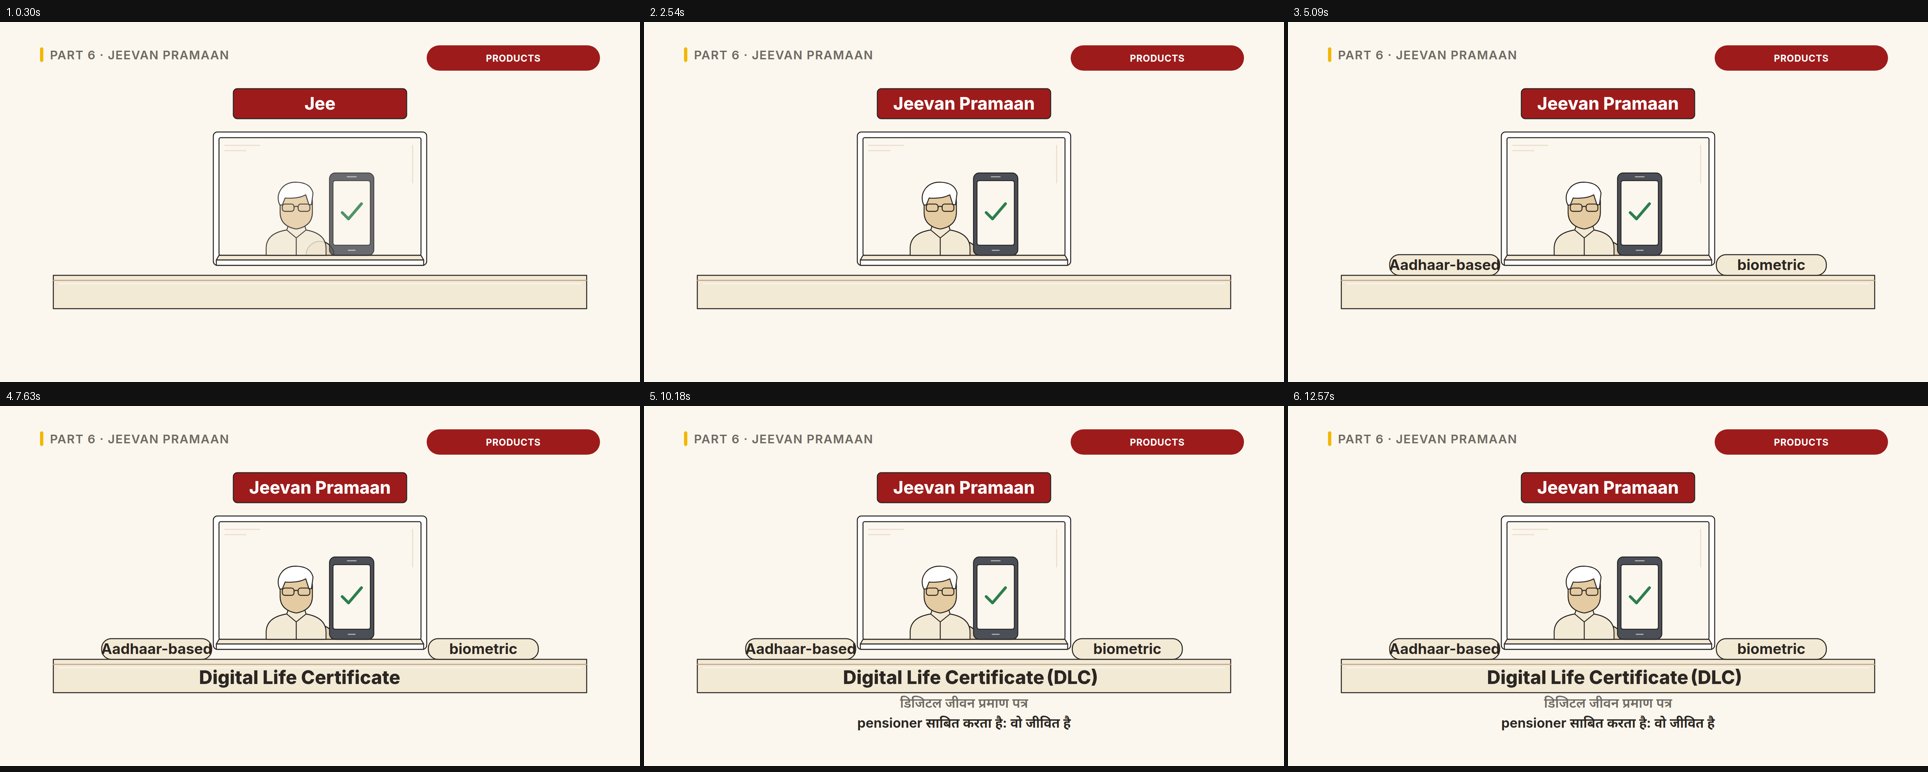 1. 0.30s
PART 6 · JEEVAN PRAMAAN
PRODUCTS
Jee
2. 2.54s
PART 6 · JEEVAN PRAMAAN
PRODUCTS
Jeevan Pramaan
3. 5.09s
PART 6 · JEEVAN PRAMAAN
PRODUCTS
Jeevan Pramaan
Aadhaar-based
biometric
4. 7.63s
PART 6 · JEEVAN PRAMAAN
PRODUCTS
Jeevan Pramaan
Aadhaar-based
biometric
Digital Life Certificate
5. 10.18s
PART 6 · JEEVAN PRAMAAN
PRODUCTS
Jeevan Pramaan
Aadhaar-based
biometric
Digital Life Certificate (DLC)
डिजिटल जीवन प्रमाण पत्र
pensioner साबित करता है: वो जीवित है
6. 12.57s
PART 6 · JEEVAN PRAMAAN
PRODUCTS
Jeevan Pramaan
Aadhaar-based
biometric
Digital Life Certificate (DLC)
डिजिटल जीवन प्रमाण पत्र
pensioner साबित करता है: वो जीवित है